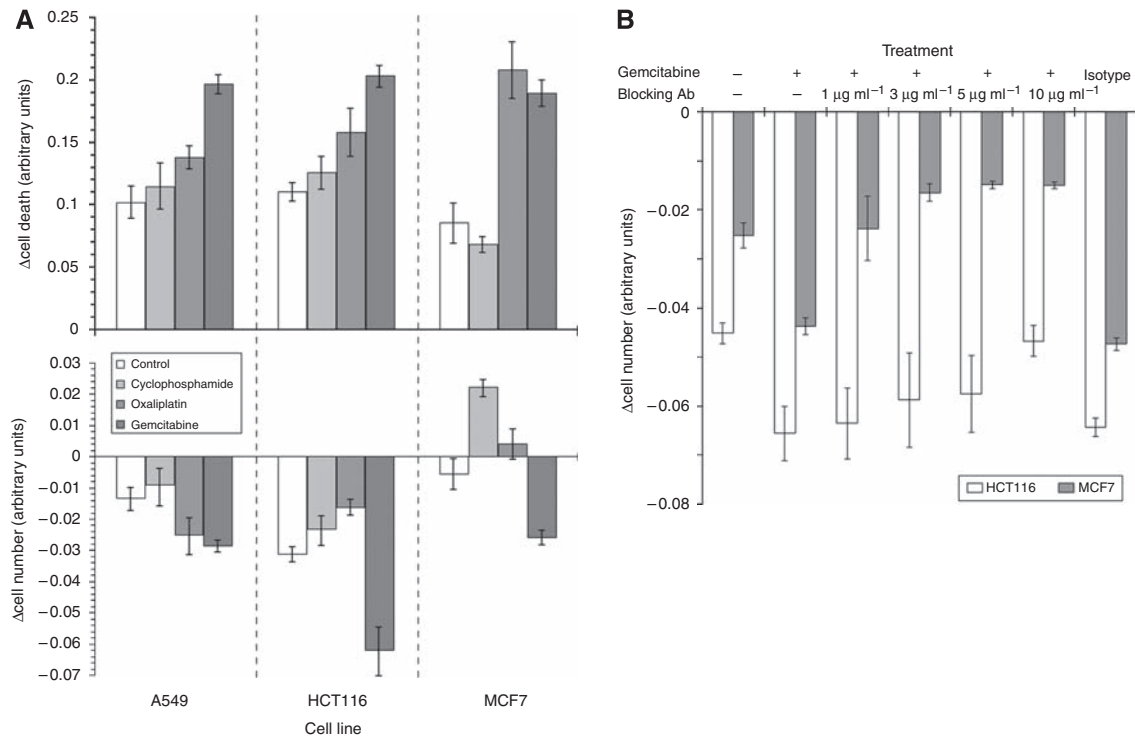 A
0.25
0.2
0.15
0.1
0.05
0
Δcell death (arbitrary units)
0.03
0.02
0.01
0
−0.01
−0.02
−0.03
−0.04
−0.05
−0.06
−0.07
Δcell number (arbitrary units)
Control
Cyclophosphamide
Oxaliplatin
Gemcitabine
A549 HCT116 MCF7
Cell line
B
Treatment
Gemcitabine − + + + + + Isotype
Blocking Ab − − 1 μg ml−1 3 μg ml−1 5 μg ml−1 10 μg ml−1
0
−0.02
−0.04
−0.06
−0.08
Δcell number (arbitrary units)
HCT116 MCF7